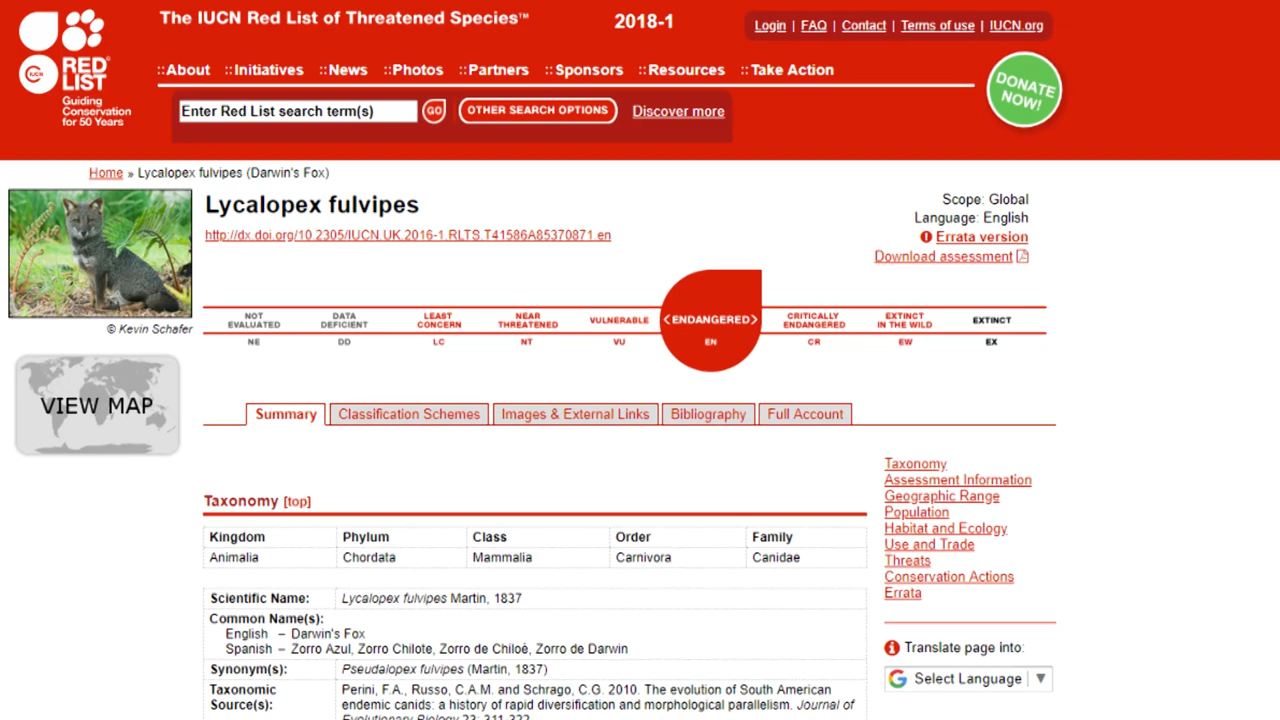 The IUCN Red List of Threatened Species™
2018-1
Login | FAQ | Contact | Terms of use | IUCN.org
IUCN
RED
LIST
Guiding
Conservation
for 50 Years
:: About :: Initiatives :: News :: Photos :: Partners :: Sponsors :: Resources :: Take Action
DONATE
NOW!
Enter Red List search term(s) GO OTHER SEARCH OPTIONS Discover more
Home » Lycalopex fulvipes (Darwin's Fox)
Lycalopex fulvipes
http://dx.doi.org/10.2305/IUCN.UK.2016-1.RLTS.T41586A85370871.en
Scope: Global
Language: English
Errata version
Download assessment
© Kevin Schafer
NOT
EVALUATED
NE
DATA
DEFICIENT
DD
LEAST
CONCERN
LC
NEAR
THREATENED
NT
VULNERABLE
VU
<ENDANGERED>
EN
CRITICALLY
ENDANGERED
CR
EXTINCT
IN THE WILD
EW
EXTINCT
EX
VIEW MAP
Summary Classification Schemes Images & External Links Bibliography Full Account
Taxonomy [top]
Kingdom Phylum Class Order Family
Animalia Chordata Mammalia Carnivora Canidae
Scientific Name: Lycalopex fulvipes Martin, 1837
Common Name(s):
English – Darwin's Fox
Spanish – Zorro Azul, Zorro Chilote, Zorro de Chiloé, Zorro de Darwin
Synonym(s): Pseudalopex fulvipes (Martin, 1837)
Taxonomic Perini, F.A., Russo, C.A.M. and Schrago, C.G. 2010. The evolution of South American
Source(s): endemic canids: a history of rapid diversification and morphological parallelism. Journal of
Evolutionary Biology 23: 311-322.
Taxonomy
Assessment Information
Geographic Range
Population
Habitat and Ecology
Use and Trade
Threats
Conservation Actions
Errata
Translate page into:
Select Language